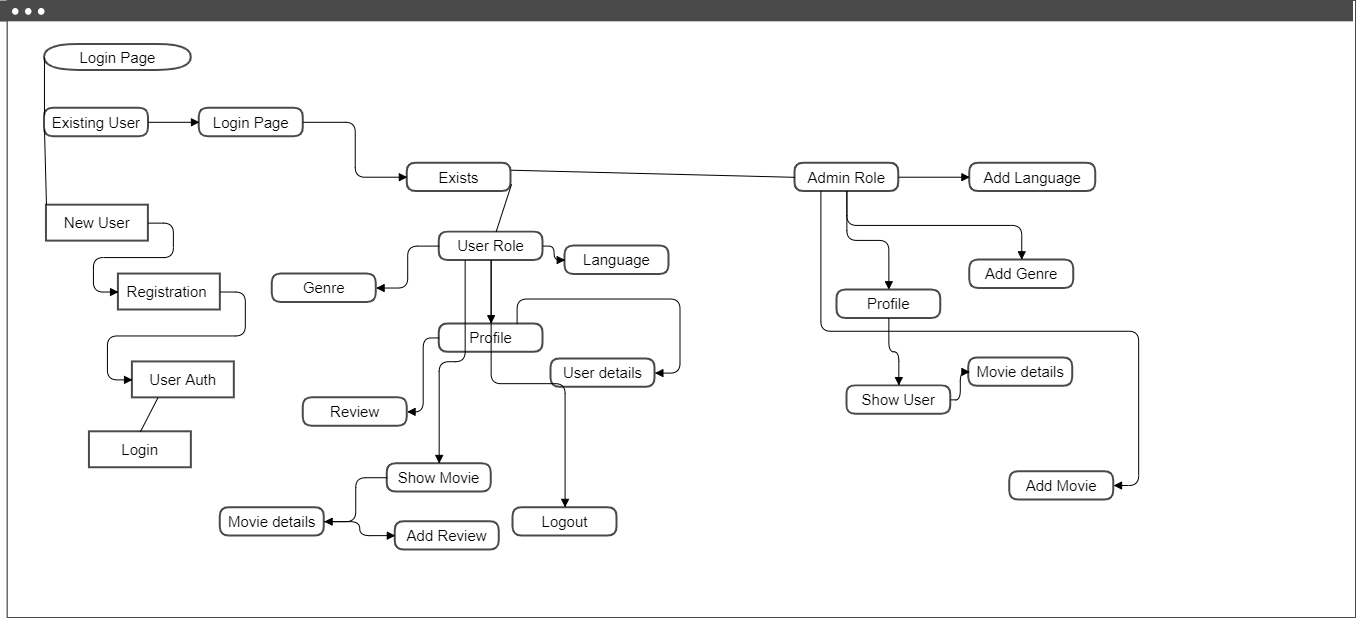 Login Page
Existing User
Login Page
Exists
Admin Role
Add Language
New User
User Role
Language
Genre
Add Genre
Registration
Profile
Profile
User details
Movie details
User Auth
Show User
Review
Login
Show Movie
Add Movie
Movie details
Logout
Add Review